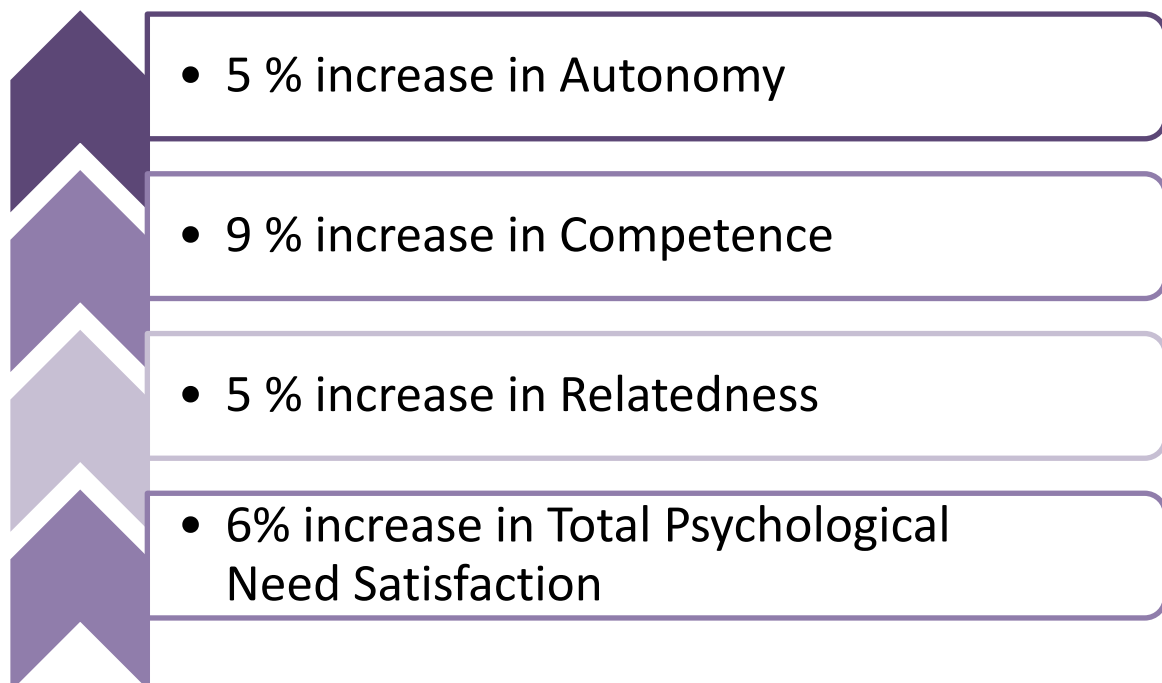 • 5 % increase in Autonomy
• 9 % increase in Competence
• 5 % increase in Relatedness
• 6% increase in Total Psychological
Need Satisfaction